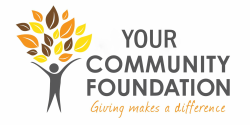 YOUR
COMMUNITY
FOUNDATION
Giving makes a difference